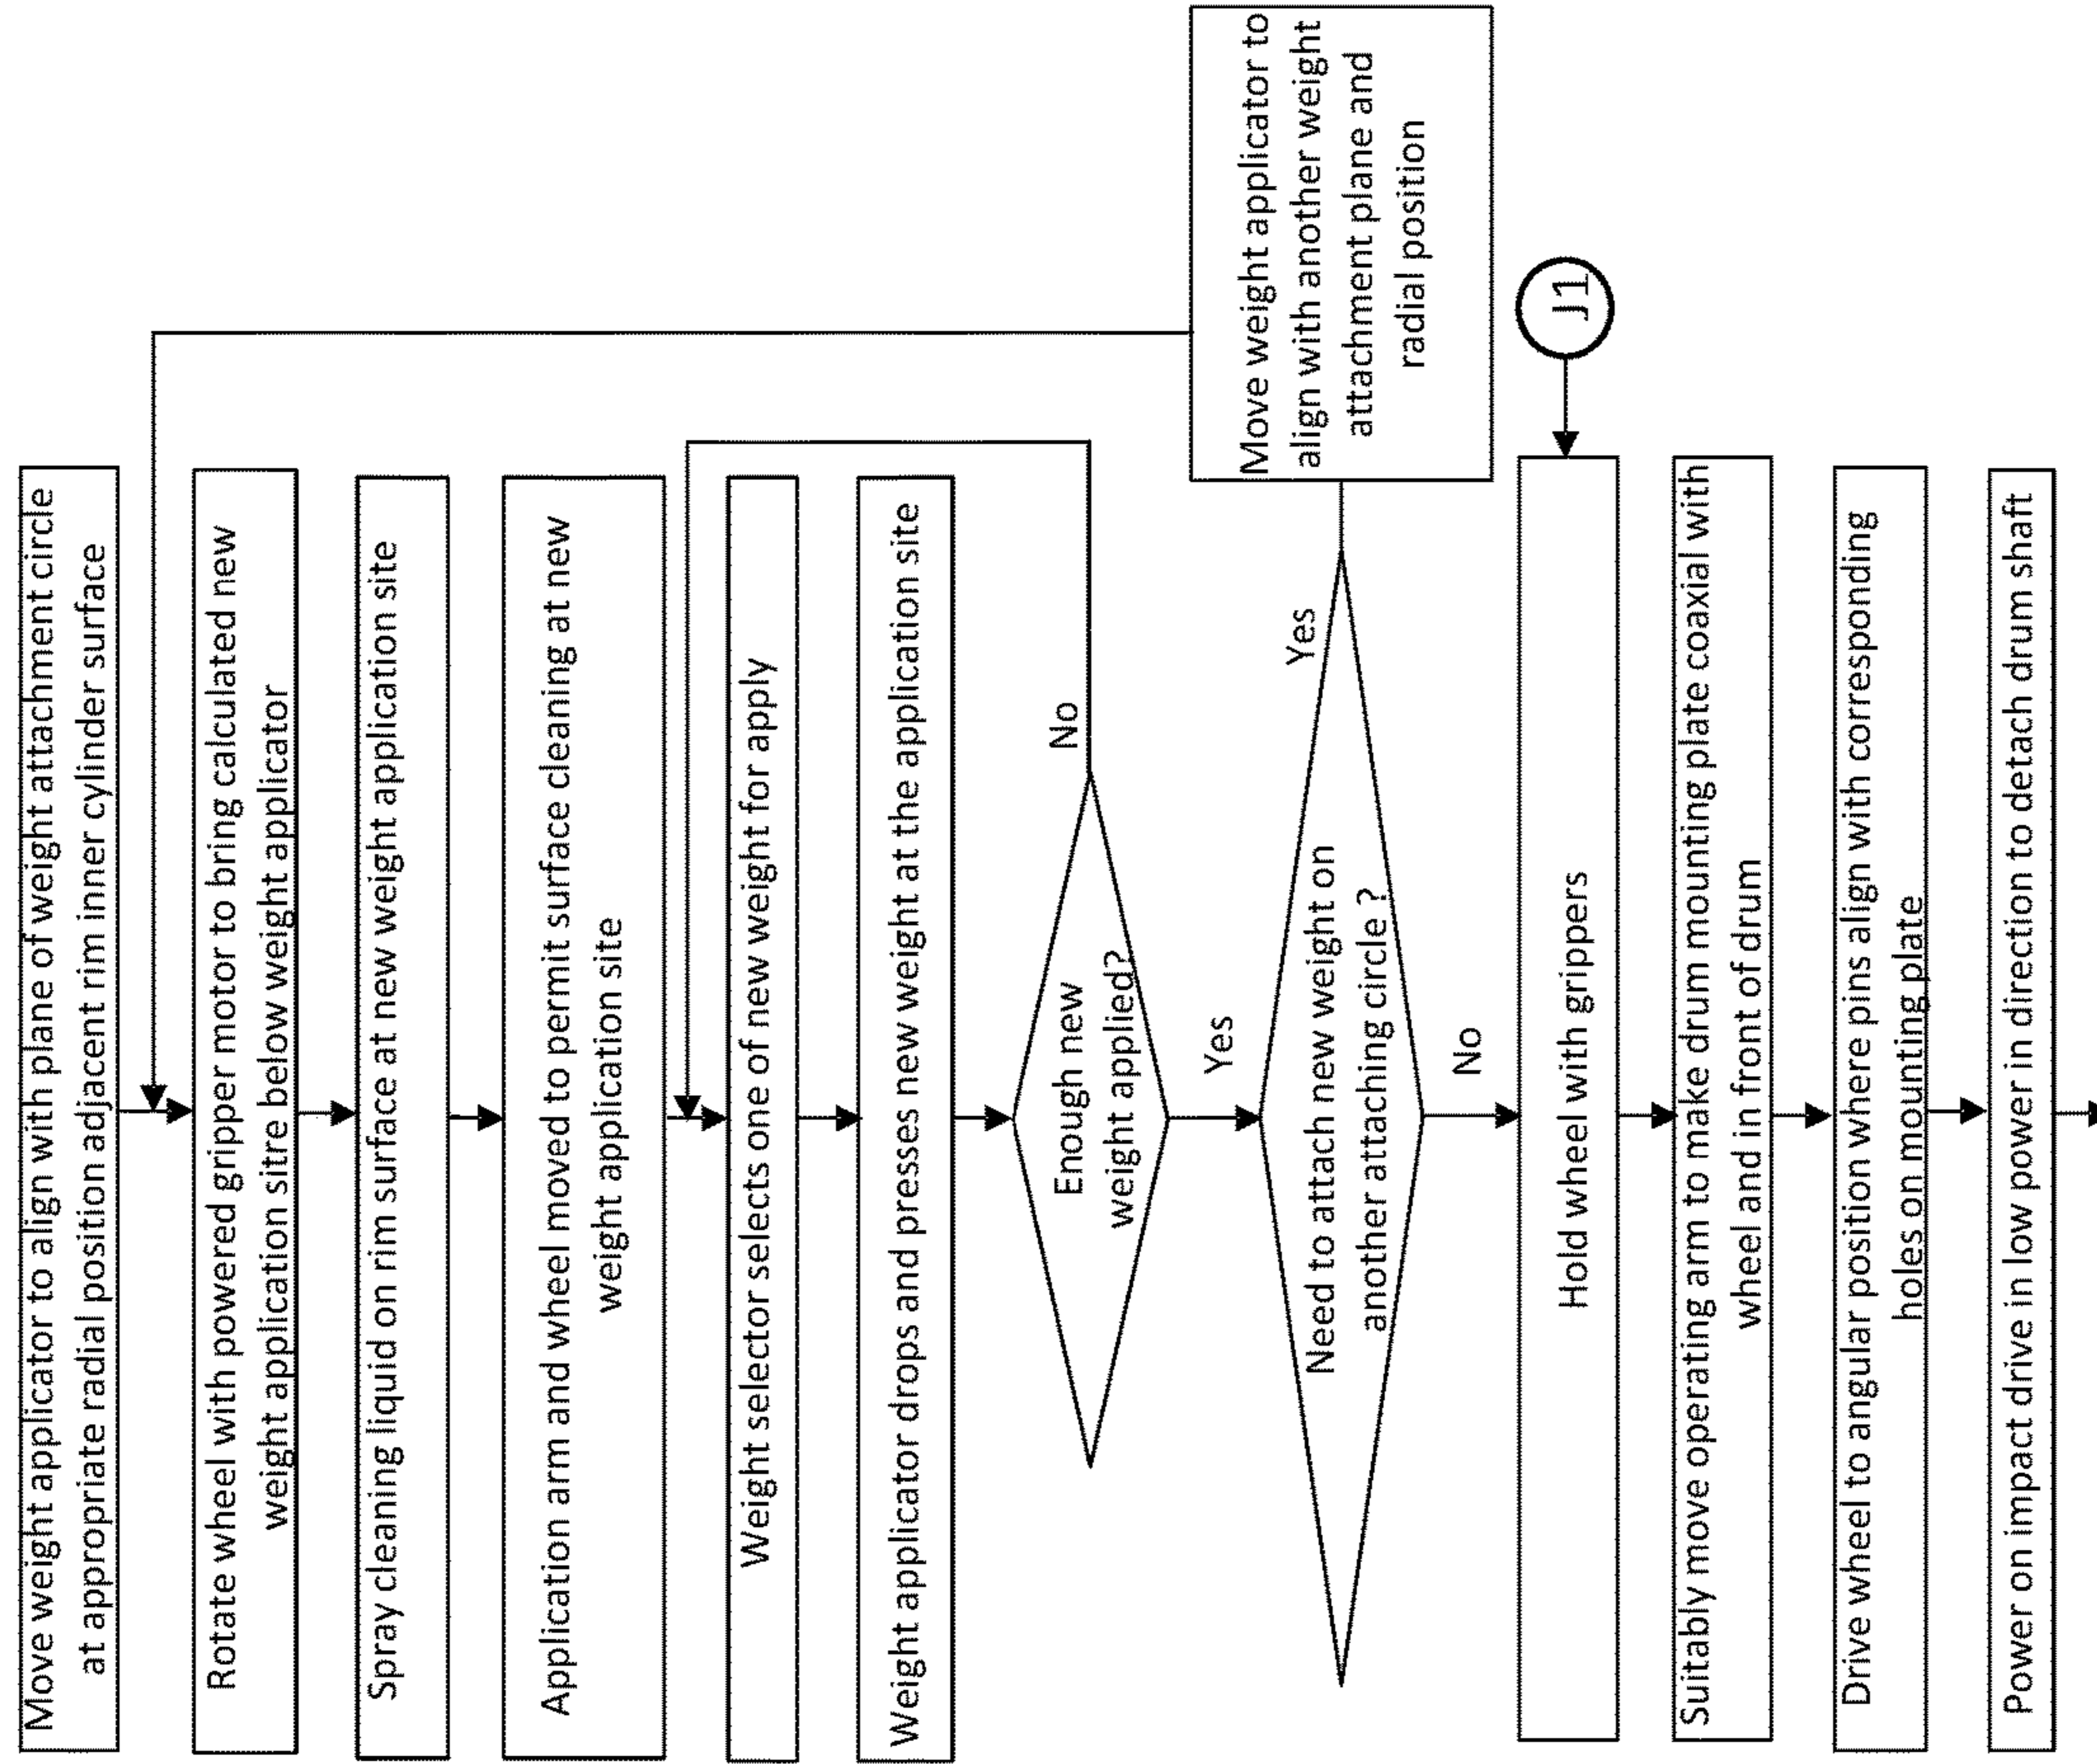 Move weight applicator to align with plane of weight attachment circle
at appropriate radial position adjacent rim inner cylinder surface
Rotate wheel with powered gripper motor to bring calculated new
weight application sitre below weight applicator
Spray cleaning liquid on rim surface at new weight application site
Application arm and wheel moved to permit surface cleaning at new
weight application site
Weight selector selects one of new weight for apply
Weight applicator drops and presses new weight at the application site
Enough new
weight applied?
No
Yes
Need to attach new weight on
another attaching circle ?
Yes
Move weight applicator to
align with another weight
attachment plane and
radial position
No
Hold wheel with grippers
J1
Suitably move operating arm to make drum mounting plate coaxial with
wheel and in front of drum
Drive wheel to angular position where pins align with corresponding
holes on mounting plate
Power on impact drive in low power in direction to detach drum shaft